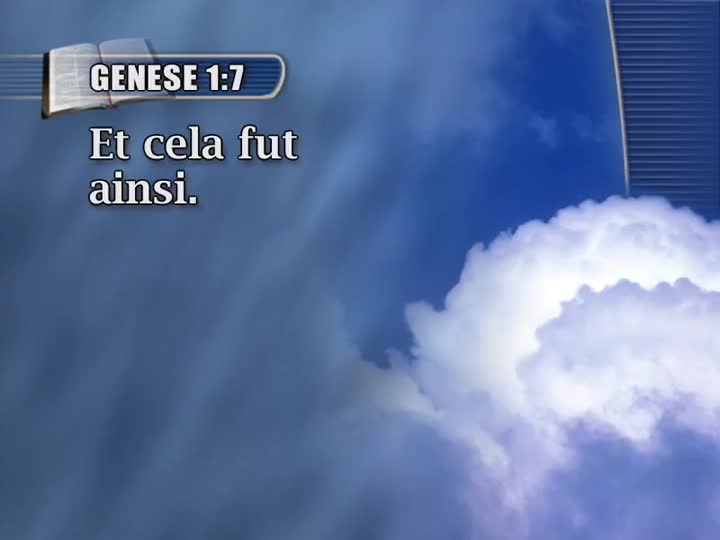 GENESE 1:7
Et cela fut
ainsi.